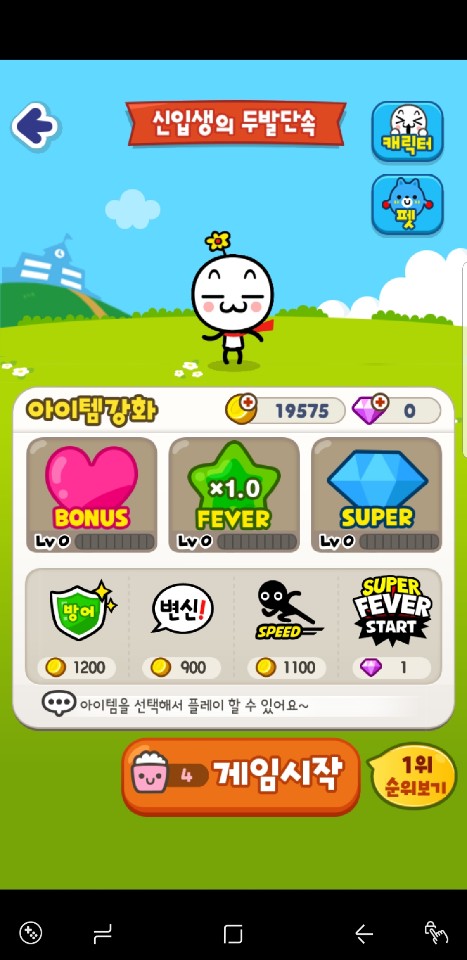 신입생의 두발단속
캐릭터
펫
아이템강화
19575
0
BONUS
Lv 0
×1.0
FEVER
Lv 0
SUPER
Lv 0
방어
1200
변신!
900
SPEED
1100
SUPER
FEVER
START
1
아이템을 선택해서 플레이 할 수 있어요~
4
게임시작
1위
순위보기